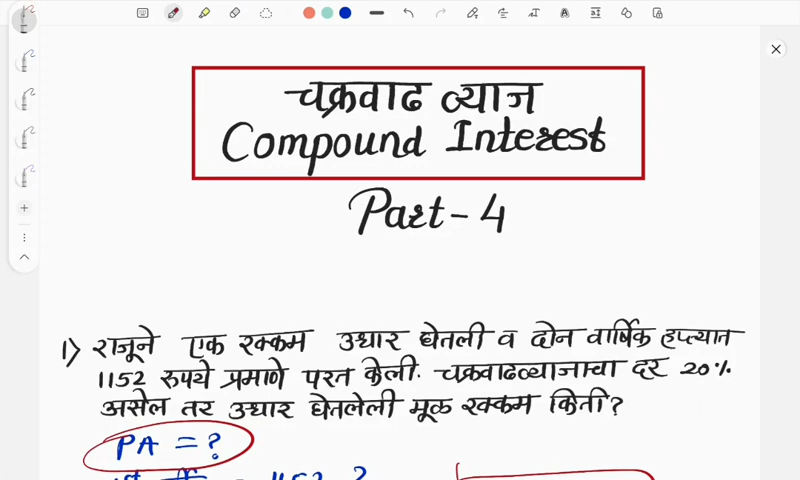 चक्रवाढ व्याज
Compound Interest
Part-4
1) राजूने एक रक्कम उधार घेतली व दोन वार्षिक हप्त्यात
1152 रुपये प्रमाणे परत केली. चक्रवाढव्याजाचा दर 20%
असेल तर उधार घेतलेली मूळ रक्कम किती?
PA = ?
1152 ?